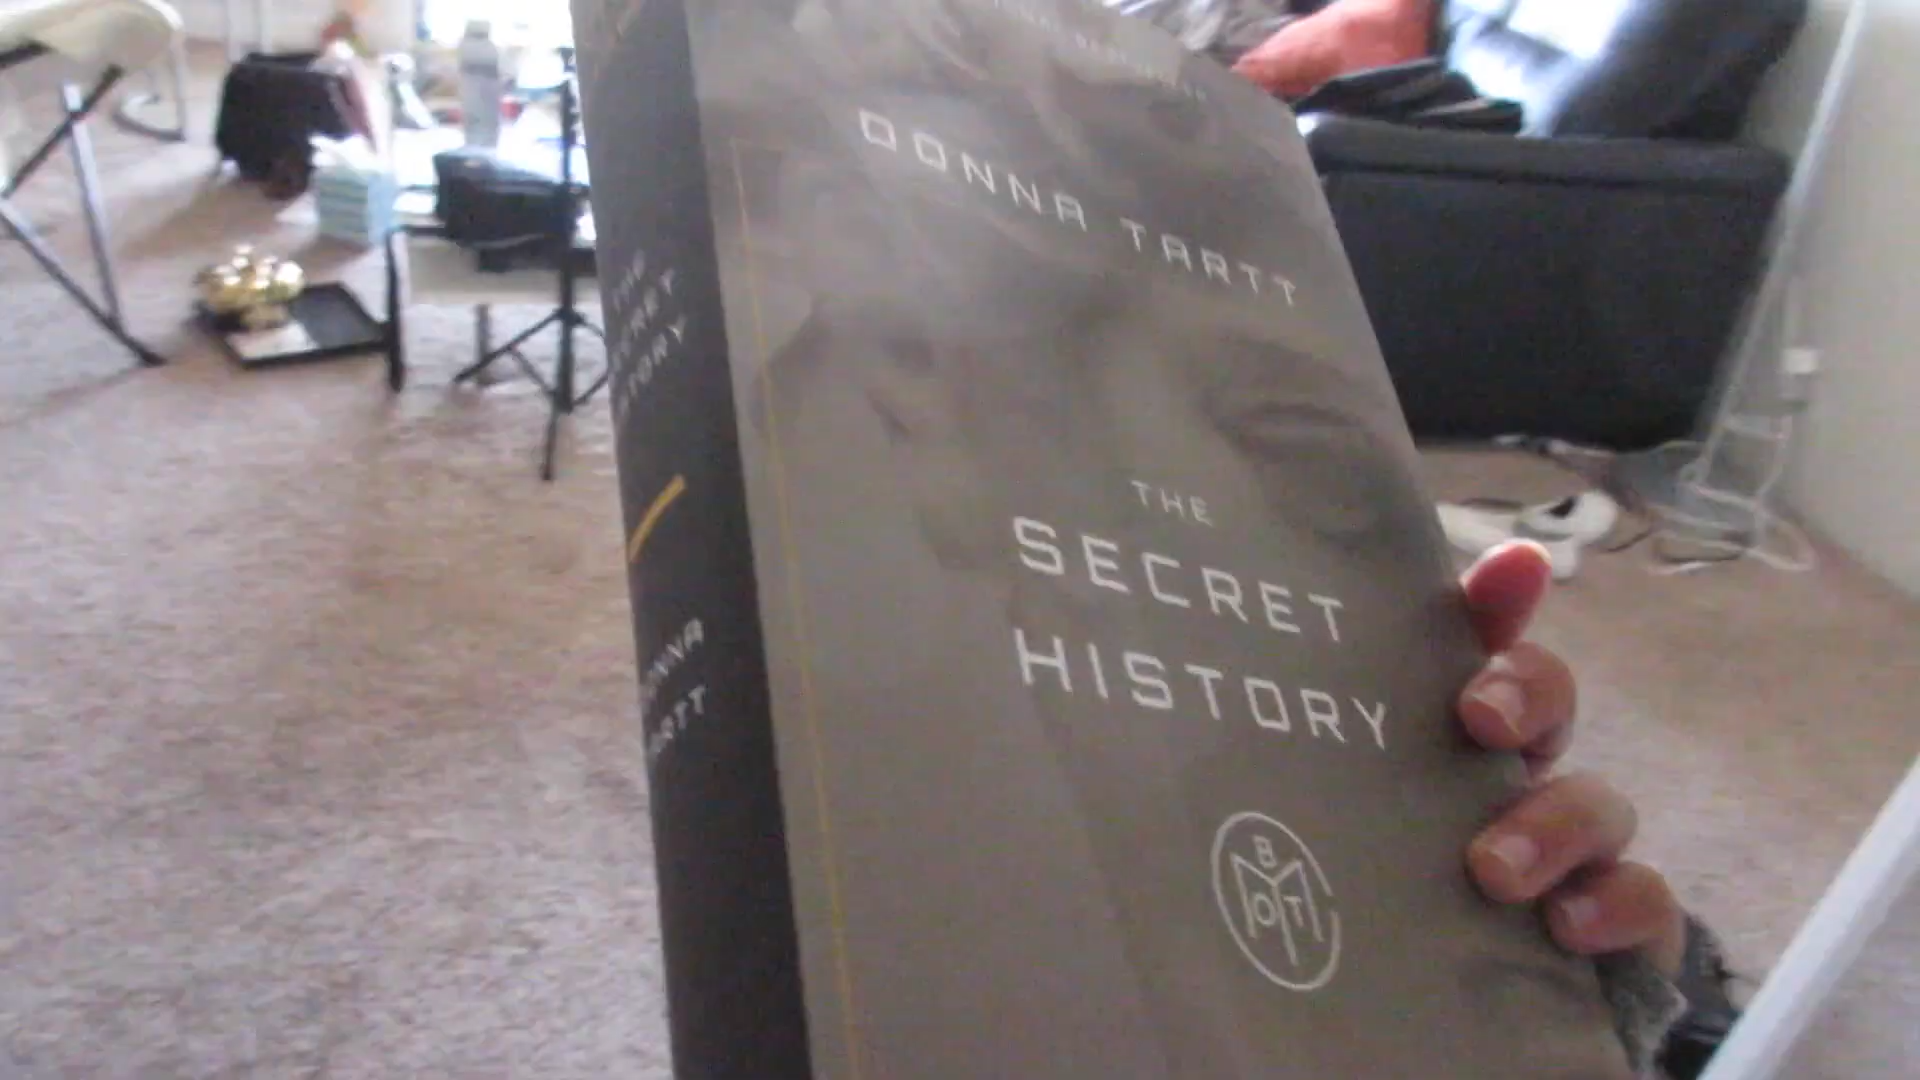 DONNA TARTT
THE
SECRET
HISTORY
B
O T
M
THE
SECRET
HISTORY
DONNA
TARTT